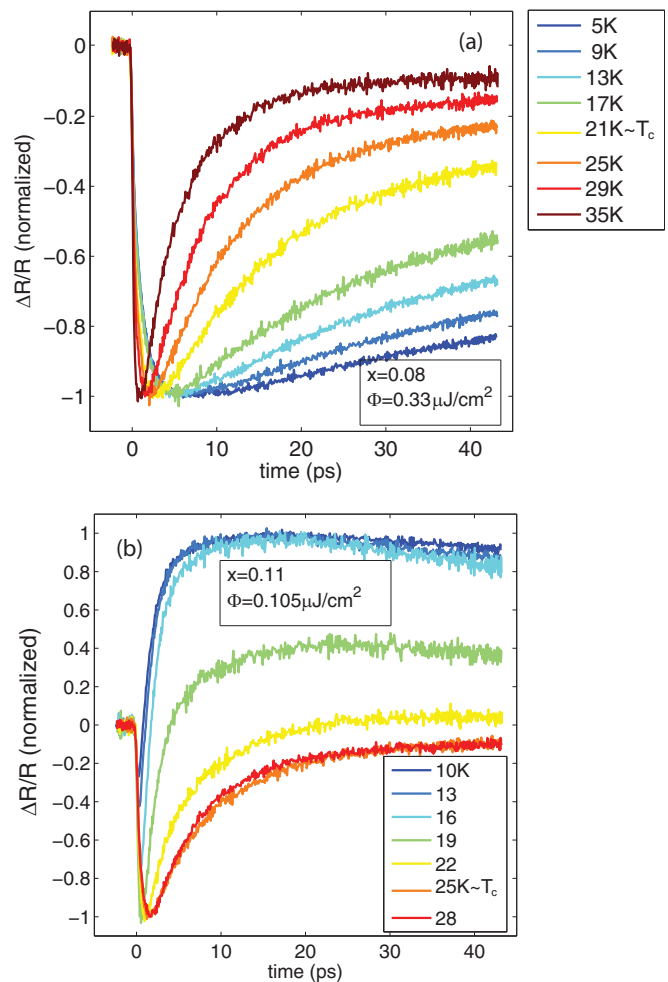 (a)
0
−0.2
−0.4
−0.6
−0.8
−1
ΔR/R (normalized)
x=0.08
Φ=0.33μJ/cm²
0 10 20 30 40
time (ps)
5K
9K
13K
17K
21K~T_c
25K
29K
35K
(b)
1
0.8
0.6
0.4
0.2
0
−0.2
−0.4
−0.6
−0.8
−1
ΔR/R (normalized)
x=0.11
Φ=0.105μJ/cm²
10K
13
16
19
22
25K~T_c
28
0 10 20 30 40
time (ps)